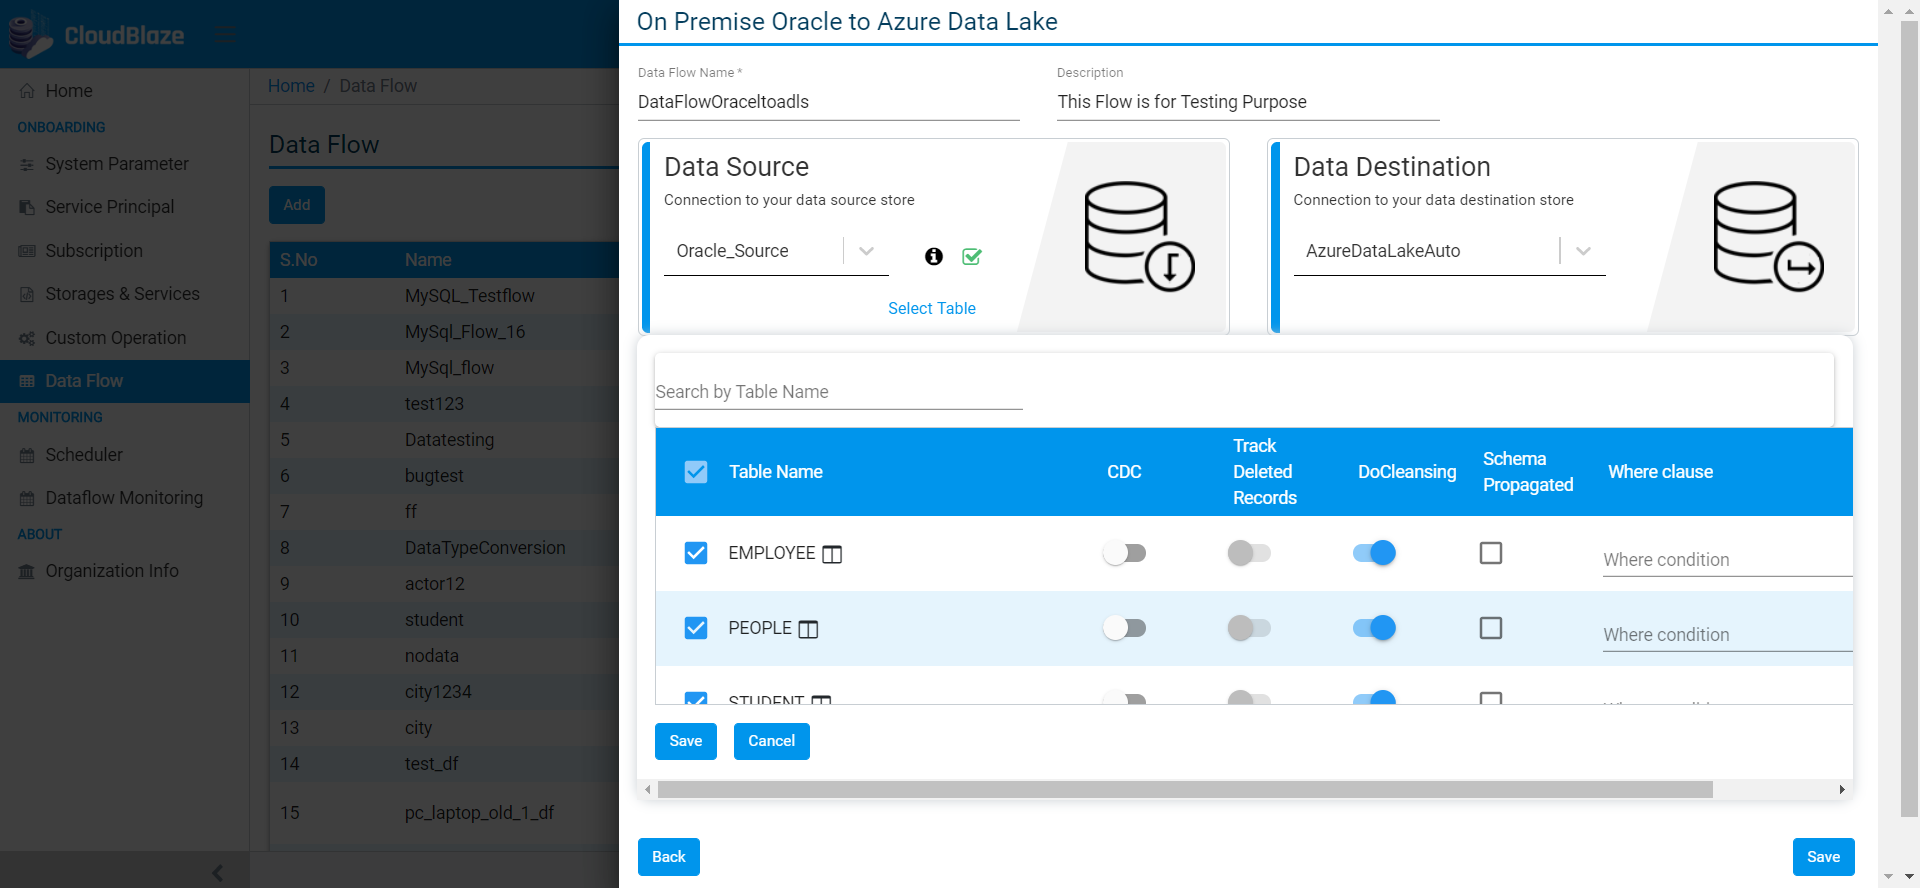 CloudBlaze
Home
ONBOARDING
System Parameter
Service Principal
Subscription
Storages & Services
Custom Operation
Data Flow
MONITORING
Scheduler
Dataflow Monitoring
ABOUT
Organization Info
Home / Data Flow
Data Flow
Add
S.No Name
1 MySQL_Testflow
2 MySql_Flow_16
3 MySql_flow
4 test123
5 Datatesting
6 bugtest
7 ff
8 DataTypeConversion
9 actor12
10 student
11 nodata
12 city1234
13 city
14 test_df
15 pc_laptop_old_1_df
On Premise Oracle to Azure Data Lake
Data Flow Name *
DataFlowOraceltoadls
Description
This Flow is for Testing Purpose
Data Source
Connection to your data source store
Oracle_Source
Select Table
Data Destination
Connection to your data destination store
AzureDataLakeAuto
Search by Table Name
Table Name CDC Track Deleted Records DoCleansing Schema Propagated Where clause
EMPLOYEE Where condition
PEOPLE Where condition
STUDENT
Save Cancel
Back Save